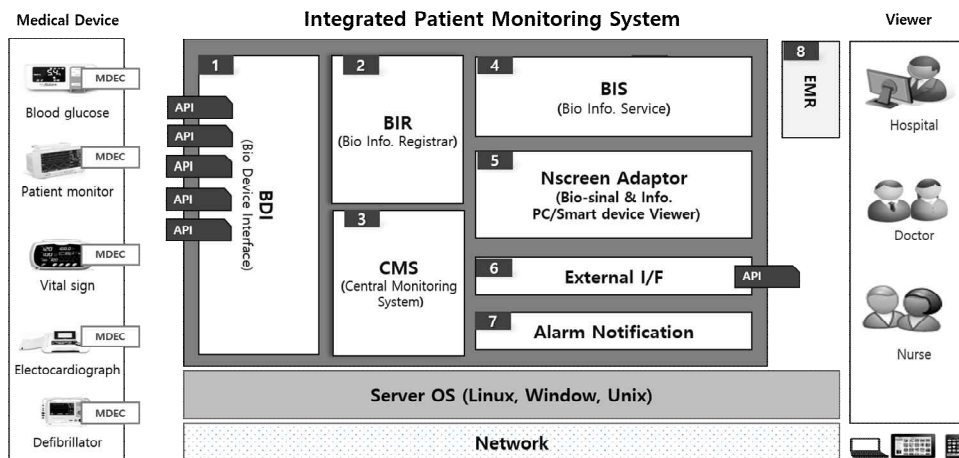 Medical Device
Integrated Patient Monitoring System
Viewer
MDEC
Blood glucose
MDEC
Patient monitor
MDEC
Vital sign
MDEC
Electocardiograph
MDEC
Defibrillator
1
API
API
API
API
API
BDI
(Bio Device Interface)
2
BIR
(Bio Info. Registrar)
3
CMS
(Central Monitoring
System)
4
BIS
(Bio Info. Service)
5
Nscreen Adaptor
(Bio-sinal & Info.
PC/Smart device Viewer)
6
External I/F
API
7
Alarm Notification
8
EMR
Server OS (Linux, Window, Unix)
Network
Hospital
Doctor
Nurse